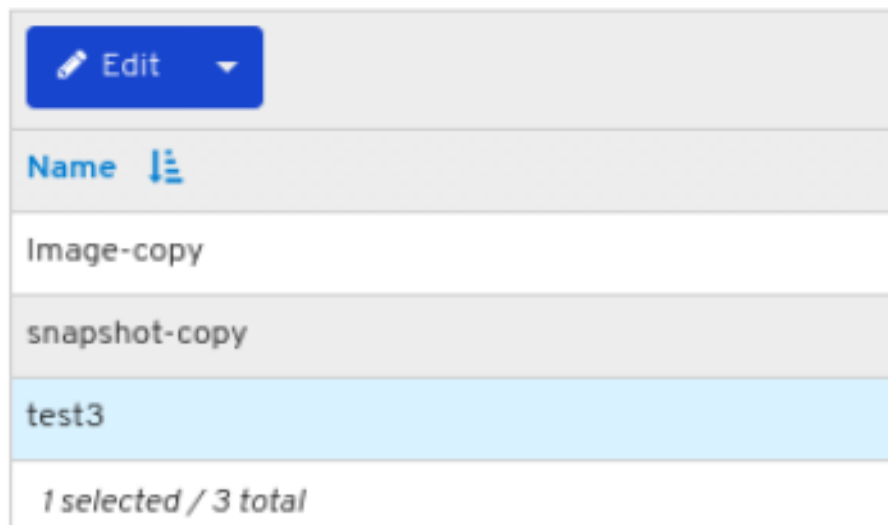 Edit
Name
Image-copy
snapshot-copy
test3
1 selected / 3 total